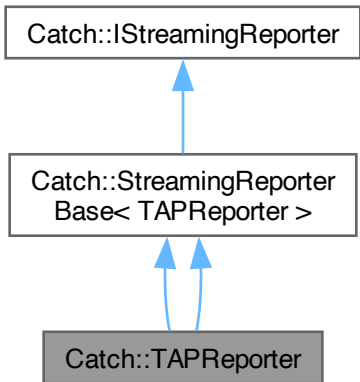 Catch::IStreamingReporter
Catch::StreamingReporter
Base< TAPReporter >
Catch::TAPReporter